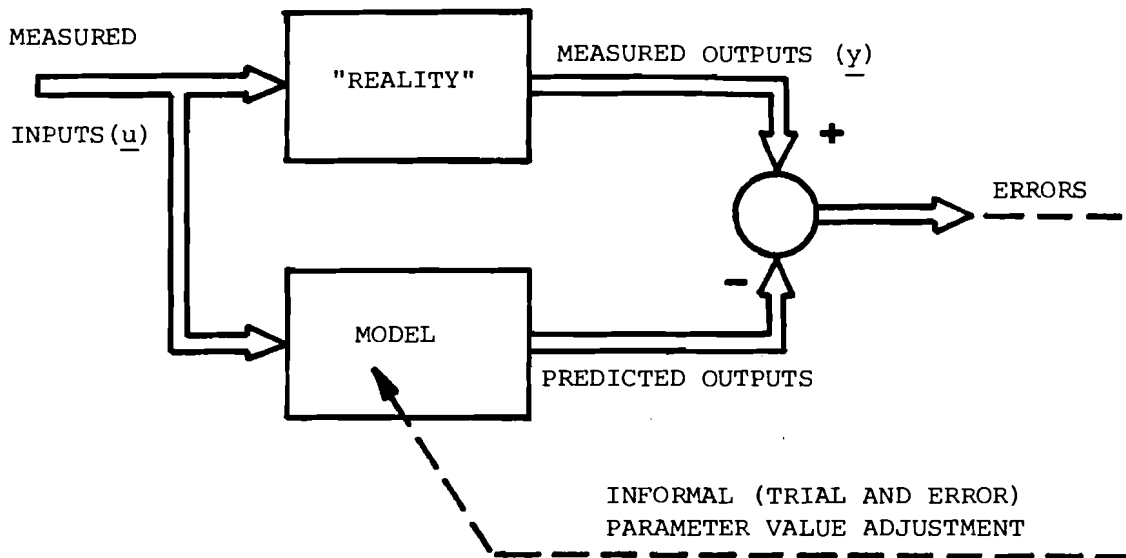 MEASURED
INPUTS(u)
"REALITY"
MEASURED OUTPUTS (y)
+
ERRORS
-
MODEL
PREDICTED OUTPUTS
INFORMAL (TRIAL AND ERROR)
PARAMETER VALUE ADJUSTMENT